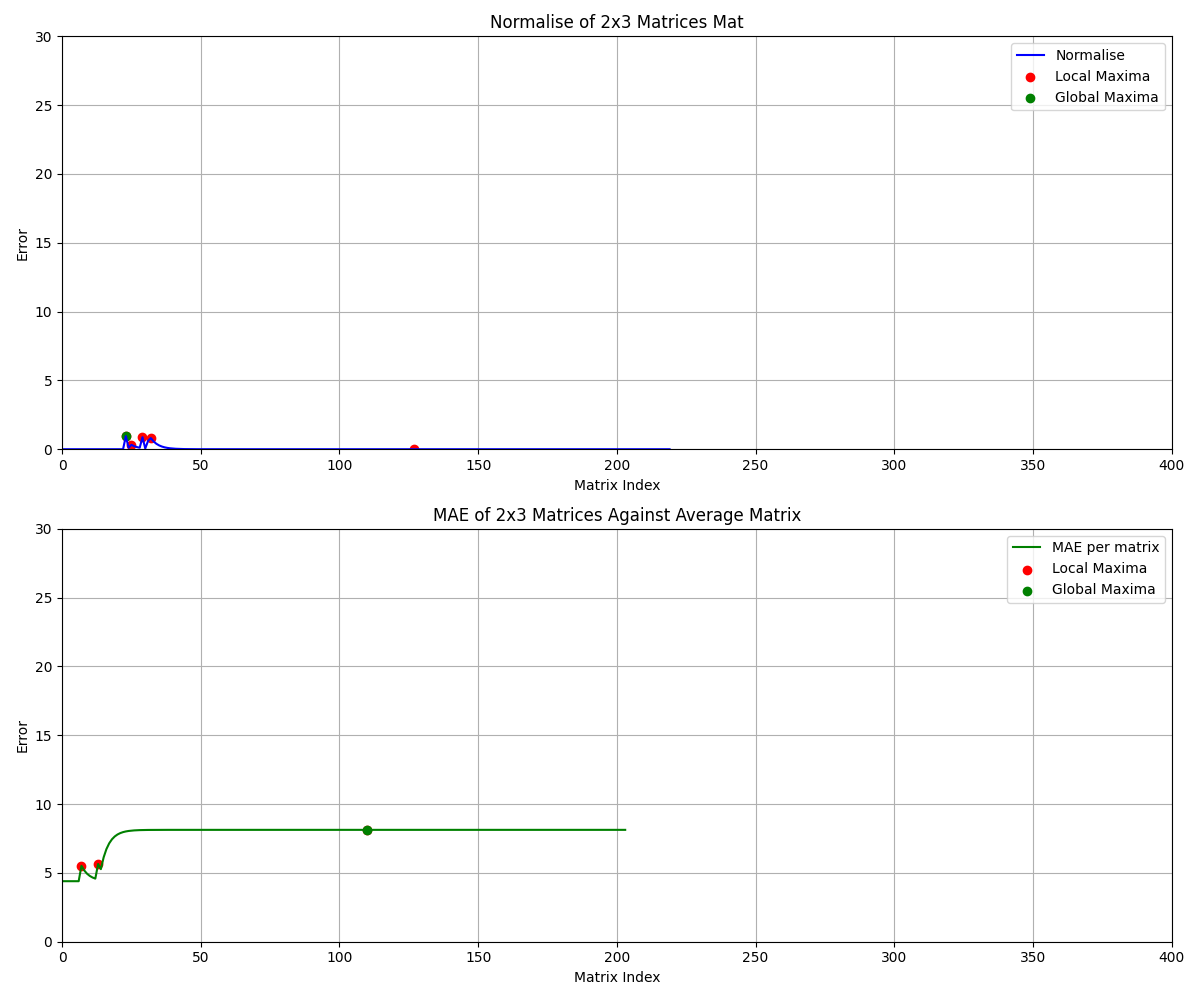 Normalise of 2x3 Matrices Mat
30
25
20
15
10
5
0
Error
Normalise
Local Maxima
Global Maxima
0 50 100 150 200 250 300 350 400
Matrix Index
MAE of 2x3 Matrices Against Average Matrix
30
25
20
15
10
5
0
Error
MAE per matrix
Local Maxima
Global Maxima
0 50 100 150 200 250 300 350 400
Matrix Index